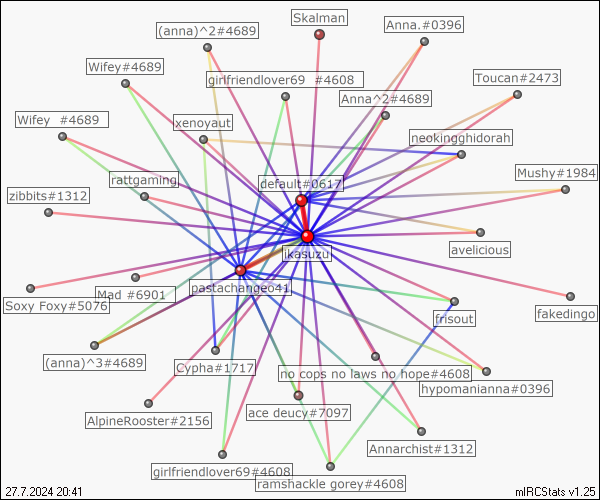 Skalman
(anna)^2#4689
Anna.#0396
Wifey#4689
girlfriendlover69 #4608
Toucan#2473
Anna^2#4689
Wifey #4689
xenoyaut
neokingghidorah
rattgaming
default#0617
Mushy#1984
zibbits#1312
ikasuzu
avelicious
pastachangeo41
Mad #6901
Soxy Foxy#5076
fakedingo
frisout
(anna)^3#4689
Cypha#1717
no cops no laws no hope#4608
hypomanianna#0396
AlpineRooster#2156
ace deucy#7097
Annarchist#1312
girlfriendlover69#4608
ramshackle gorey#4608
27.7.2024 20:41
mIRCStats v1.25